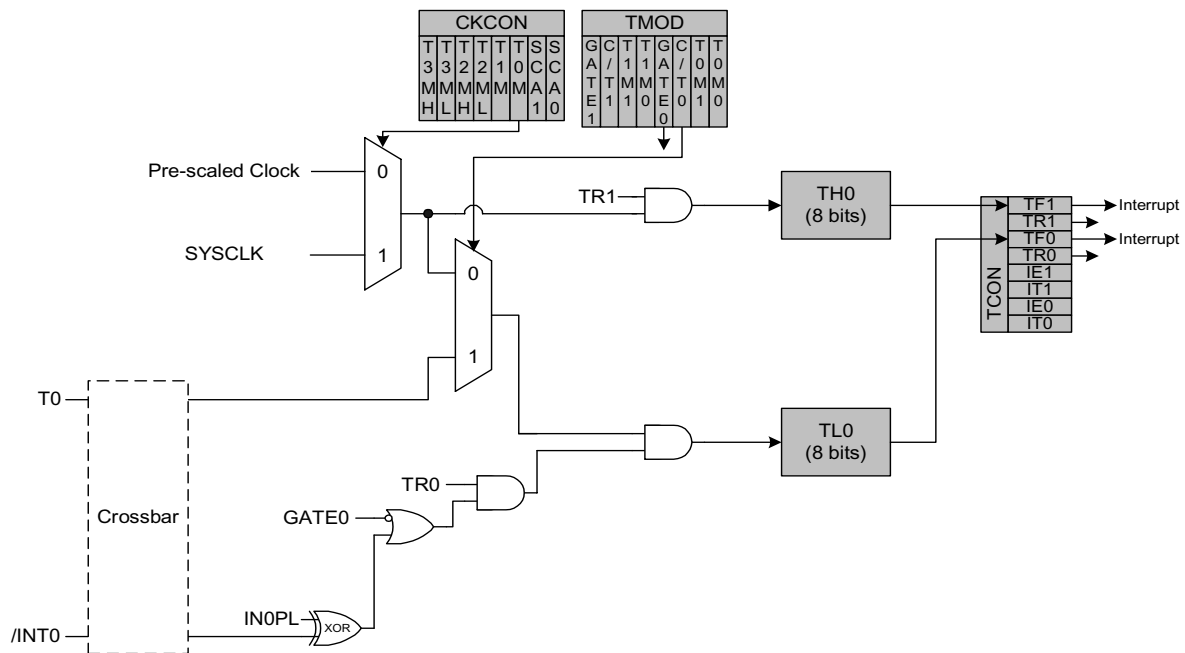 CKCON
T3MH T3ML T2MH T2ML T1M T0M SCA1 SCA0
TMOD
GATE1 C/T1 T1M1 T1M0 GATE0 C/T0 T0M1 T0M0
Pre-scaled Clock
0
SYSCLK
1
TR1
TH0
(8 bits)
TCON
TF1
TR1
TF0
TR0
IE1
IT1
IE0
IT0
Interrupt
Interrupt
0
1
T0
Crossbar
/INT0
TL0
(8 bits)
TR0
GATE0
IN0PL
XOR